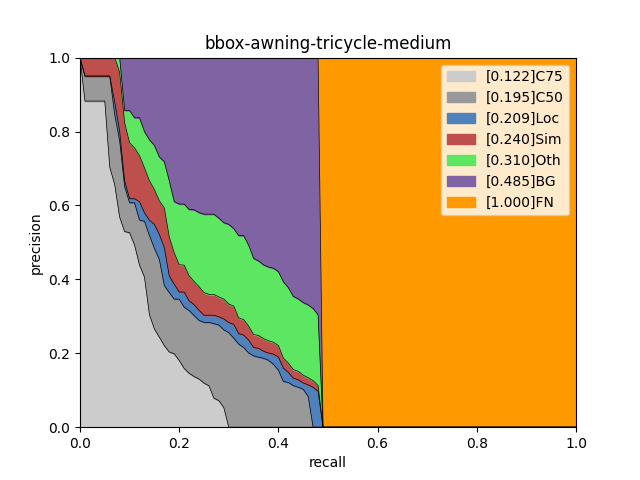 bbox-awning-tricycle-medium
1.0
0.8
0.6
0.4
0.2
0.0
precision
[0.122]C75
[0.195]C50
[0.209]Loc
[0.240]Sim
[0.310]Oth
[0.485]BG
[1.000]FN
0.0 0.2 0.4 0.6 0.8 1.0
recall